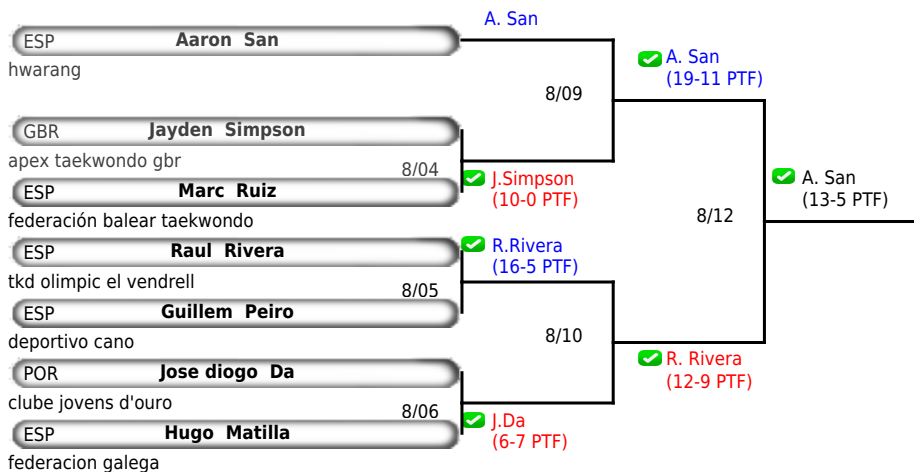 A. San
ESP Aaron San
hwarang
A. San
(19-11 PTF)
8/09
GBR Jayden Simpson
apex taekwondo gbr
8/04
J.Simpson
(10-0 PTF)
ESP Marc Ruiz
federación balear taekwondo
A. San
(13-5 PTF)
8/12
ESP Raul Rivera
tkd olimpic el vendrell
R.Rivera
(16-5 PTF)
8/05
ESP Guillem Peiro
deportivo cano
8/10
R. Rivera
(12-9 PTF)
POR Jose diogo Da
clube jovens d'ouro
8/06
J.Da
(6-7 PTF)
ESP Hugo Matilla
federacion galega